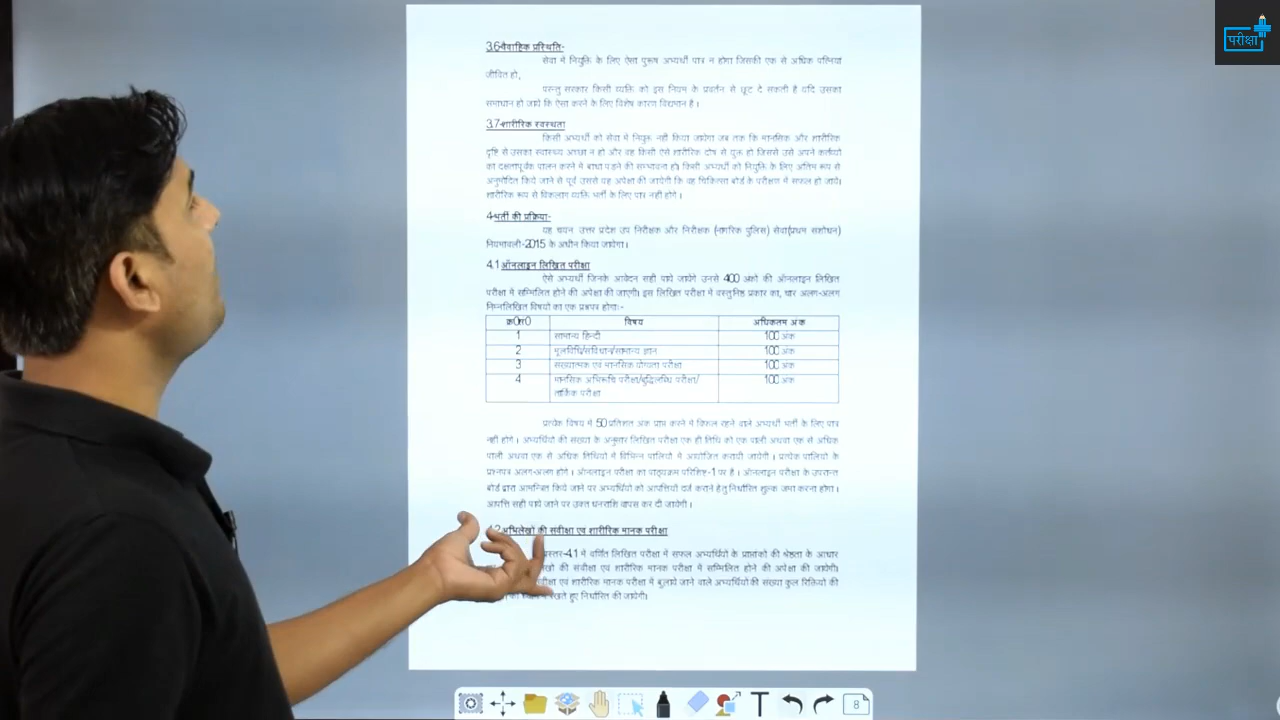 परीक्षा
3.6-वैवाहिक प्रस्थिति-
सेवा में नियुक्ति के लिए ऐसा पुरूष अभ्यर्थी पात्र न होगा जिसकी एक से अधिक पत्नियां
जीवित हो,
परन्तु सरकार किसी व्यक्ति को इस नियम के प्रवर्तन से छूट दे सकती है यदि उसका
समाधान हो जाये कि ऐसा करने के लिए विशेष कारण विद्यमान है।
3.7-शारीरिक स्वस्थता
किसी अभ्यर्थी को सेवा में नियुक्त नहीं किया जायेगा जब तक कि मानसिक और शारीरिक
दृष्टि से उसका स्वास्थ्य अच्छा न हो और वह किसी ऐसे शारीरिक दोष से युक्त हो जिससे उसे अपने कर्तव्यों
का दक्षतापूर्वक पालन करने में बाधा पड़ने की सम्भावना हो। किसी अभ्यर्थी को नियुक्ति के लिए अंतिम रूप से
अनुमोदित किये जाने से पूर्व उससे यह अपेक्षा की जायेगी कि वह चिकित्सा बोर्ड के परीक्षण में सफल हो जाये।
शारीरिक रूप से विकलांग व्यक्ति भर्ती के लिए पात्र नहीं होंगे।
4-भर्ती की प्रक्रिया-
यह चयन उत्तर प्रदेश उप निरीक्षक और निरीक्षक (नागरिक पुलिस) सेवा(प्रथम संशोधन)
नियमावली-2015 के अधीन किया जायेगा।
4.1 ऑनलाइन लिखित परीक्षा
ऐसे अभ्यर्थी जिनके आवेदन सही पाये जायेंगे उनसे 400 अंकों की ऑनलाइन लिखित
परीक्षा में सम्मिलित होने की अपेक्षा की जाएगी। इस लिखित परीक्षा में वस्तुनिष्ठ प्रकार का, चार अलग-अलग
निम्नलिखित विषयों का एक प्रश्नपत्र होगाः-
क्र0सं0 विषय अधिकतम अंक
1 सामान्य हिन्दी 100 अंक
2 मूलविधि/संविधान/सामान्य ज्ञान 100 अंक
3 संख्यात्मक एवं मानसिक योग्यता परीक्षा 100 अंक
4 मानसिक अभिरूचि परीक्षा/बुद्धिलब्धि परीक्षा/ 100 अंक
तार्किक परीक्षा
प्रत्येक विषय में 50 प्रतिशत अंक प्राप्त करने में विफल रहने वाले अभ्यर्थी भर्ती के लिए पात्र
नहीं होंगे। अभ्यर्थियों की संख्या के अनुसार लिखित परीक्षा एक ही तिथि को एक पाली अथवा एक से अधिक
पाली अथवा एक से अधिक तिथियों में विभिन्न पालियों में आयोजित करायी जायेगी। प्रत्येक पालियों के
प्रश्नपत्र अलग-अलग होंगे। ऑनलाइन परीक्षा का पाठ्यक्रम परिशिष्ट-1 पर है। ऑनलाइन परीक्षा के उपरान्त
बोर्ड द्वारा आमन्त्रित किये जाने पर अभ्यर्थियों को आपत्तियों दर्ज कराने हेतु निर्धारित शुल्क जमा करना होगा।
आपत्ति सही पाये जाने पर उक्त धनराशि वापस कर दी जायेगी।
4.2 अभिलेखों की संवीक्षा एवं शारीरिक मानक परीक्षा
प्रस्तर-4.1 में वर्णित लिखित परीक्षा में सफल अभ्यर्थियों के प्राप्तांकों की श्रेष्ठता के आधार
की संवीक्षा एवं शारीरिक मानक परीक्षा में सम्मिलित होने की अपेक्षा की जायेगी।
एवं शारीरिक मानक परीक्षा में बुलाये जाने वाले अभ्यर्थियों की संख्या कुल रिक्तियों की
रखते हुए निर्धारित की जायेगी।
T 8